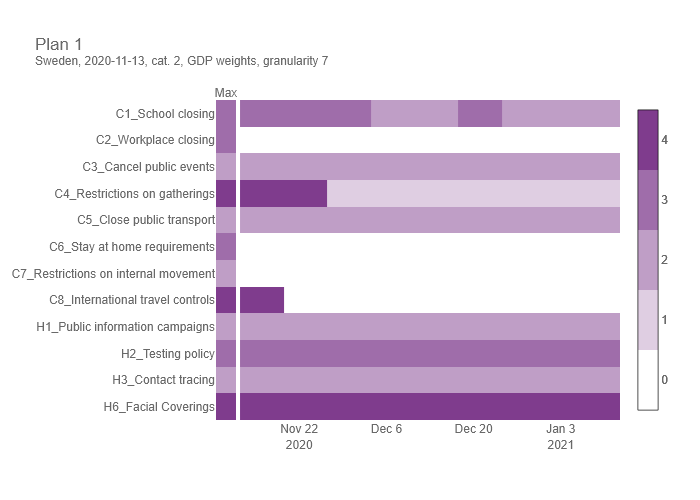 Plan 1
Sweden, 2020-11-13, cat. 2, GDP weights, granularity 7
Max
C1_School closing
C2_Workplace closing
C3_Cancel public events
C4_Restrictions on gatherings
C5_Close public transport
C6_Stay at home requirements
C7_Restrictions on internal movement
C8_International travel controls
H1_Public information campaigns
H2_Testing policy
H3_Contact tracing
H6_Facial Coverings
Nov 22 Dec 6 Dec 20 Jan 3
2020 2021
4
3
2
1
0